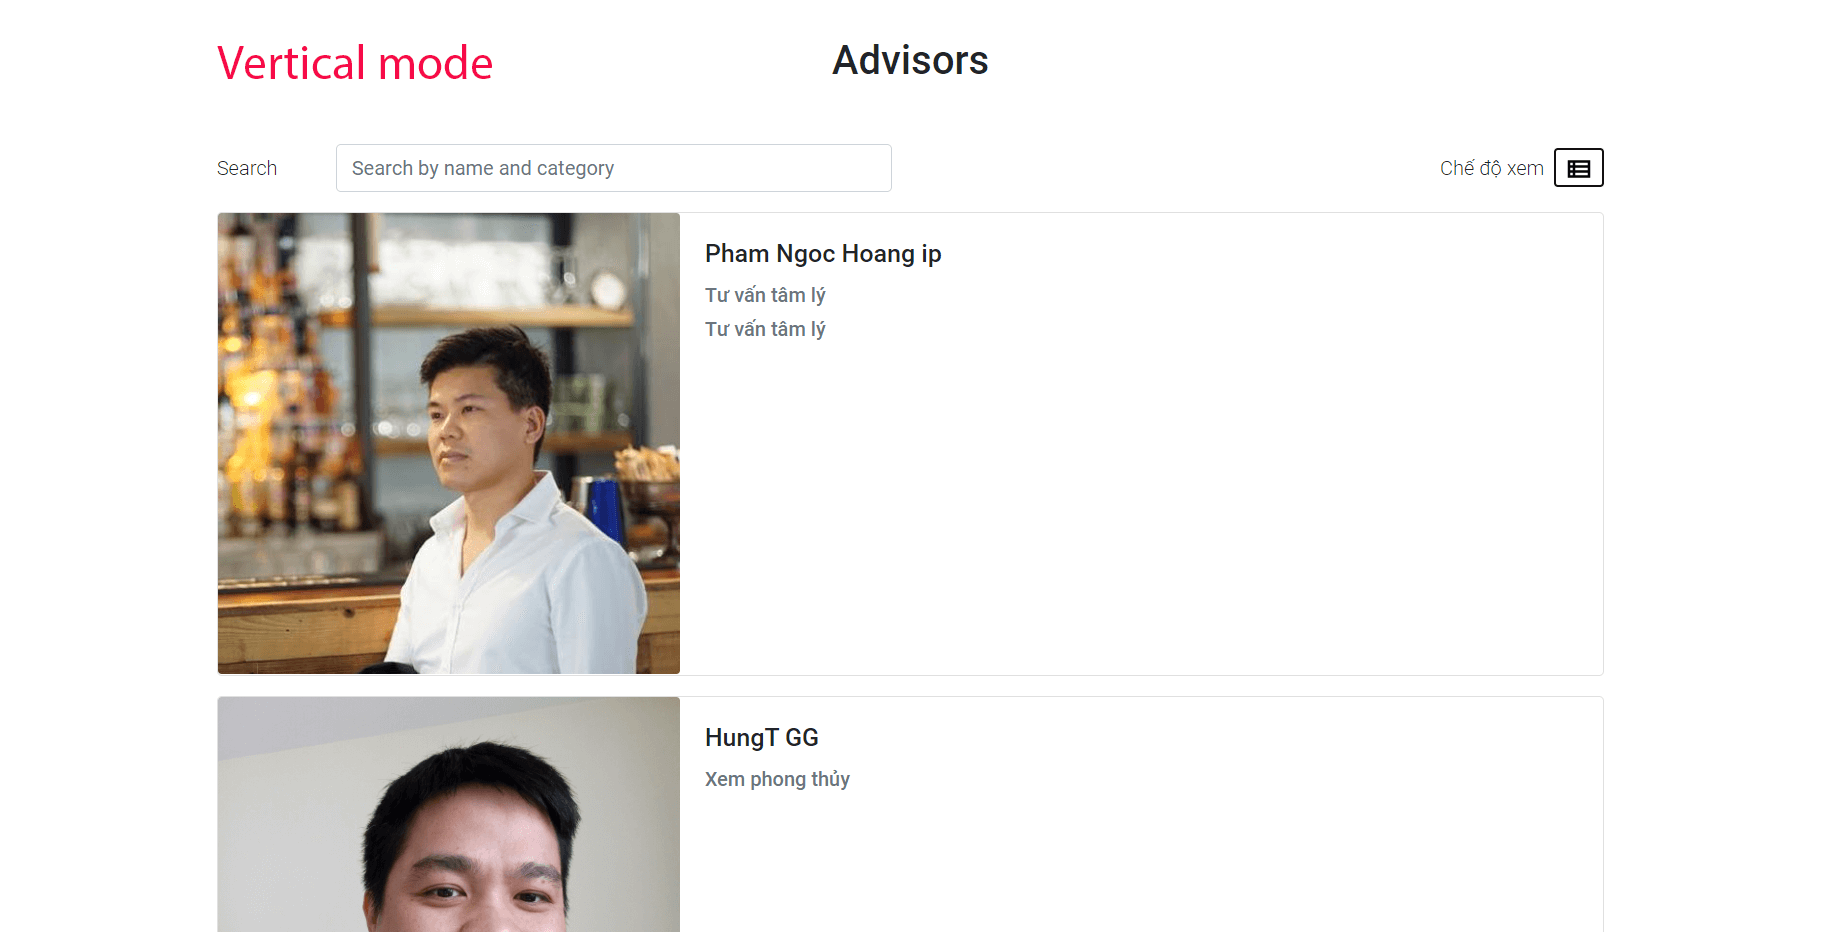 Vertical mode
Advisors
Search
Search by name and category
Chế độ xem
Pham Ngoc Hoang ip
Tư vấn tâm lý
Tư vấn tâm lý
HungT GG
Xem phong thủy